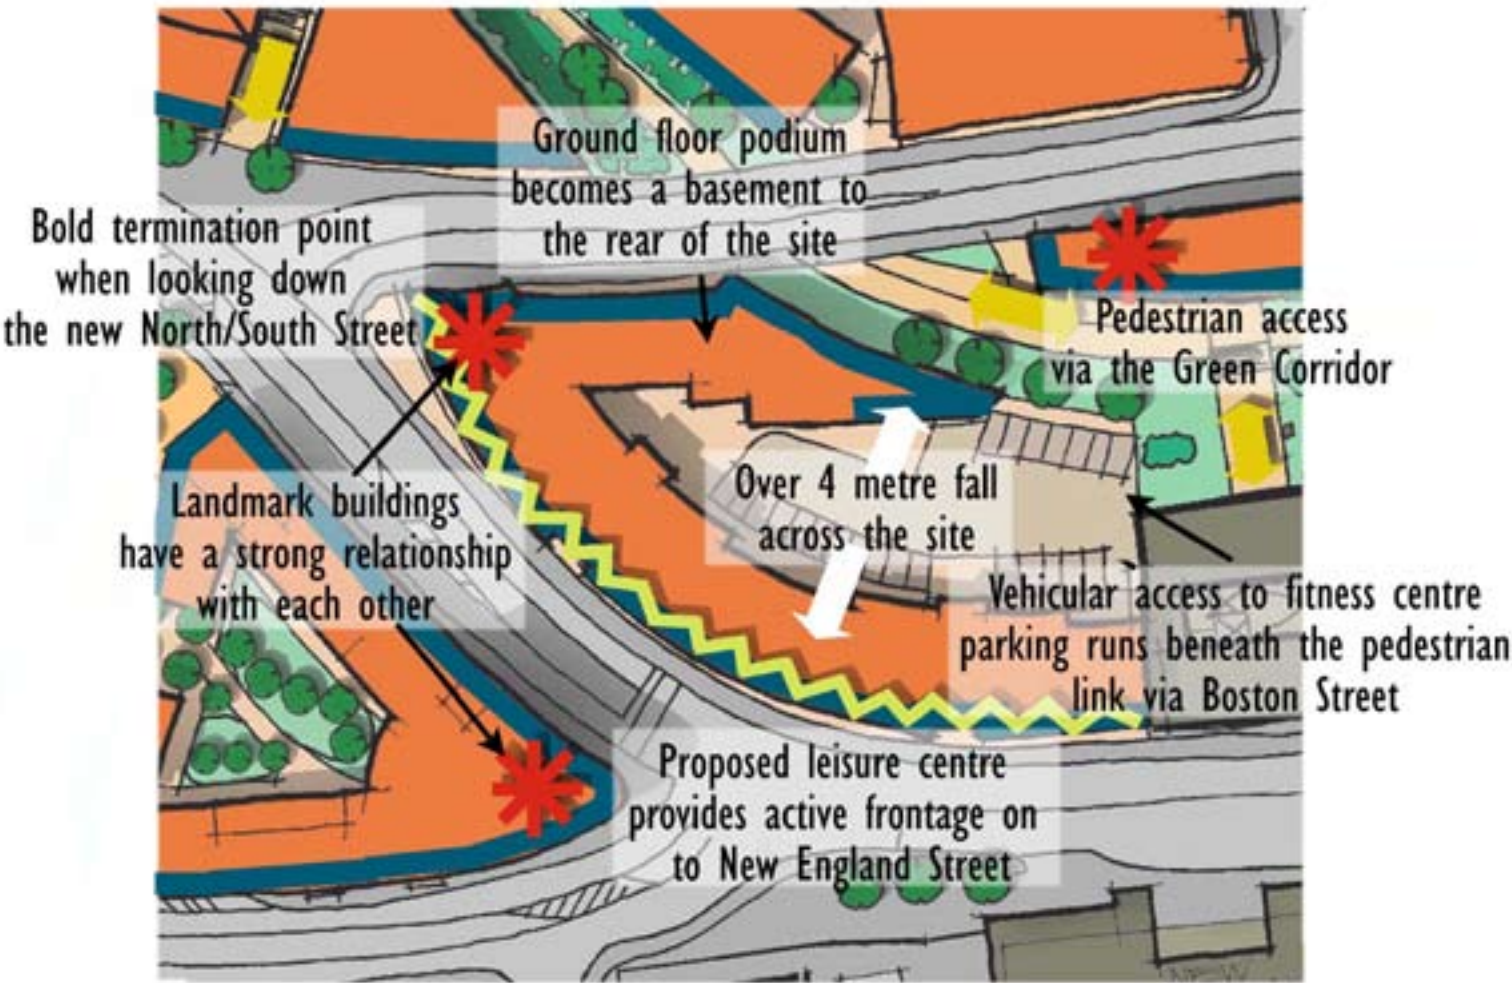 Ground floor podium
becomes a basement to
the rear of the site
Bold termination point
when looking down
the new North/South Street
Pedestrian access
via the Green Corridor
Landmark buildings
have a strong relationship
with each other
Over 4 metre fall
across the site
Vehicular access to fitness centre
parking runs beneath the pedestrian
link via Boston Street
Proposed leisure centre
provides active frontage on
to New England Street